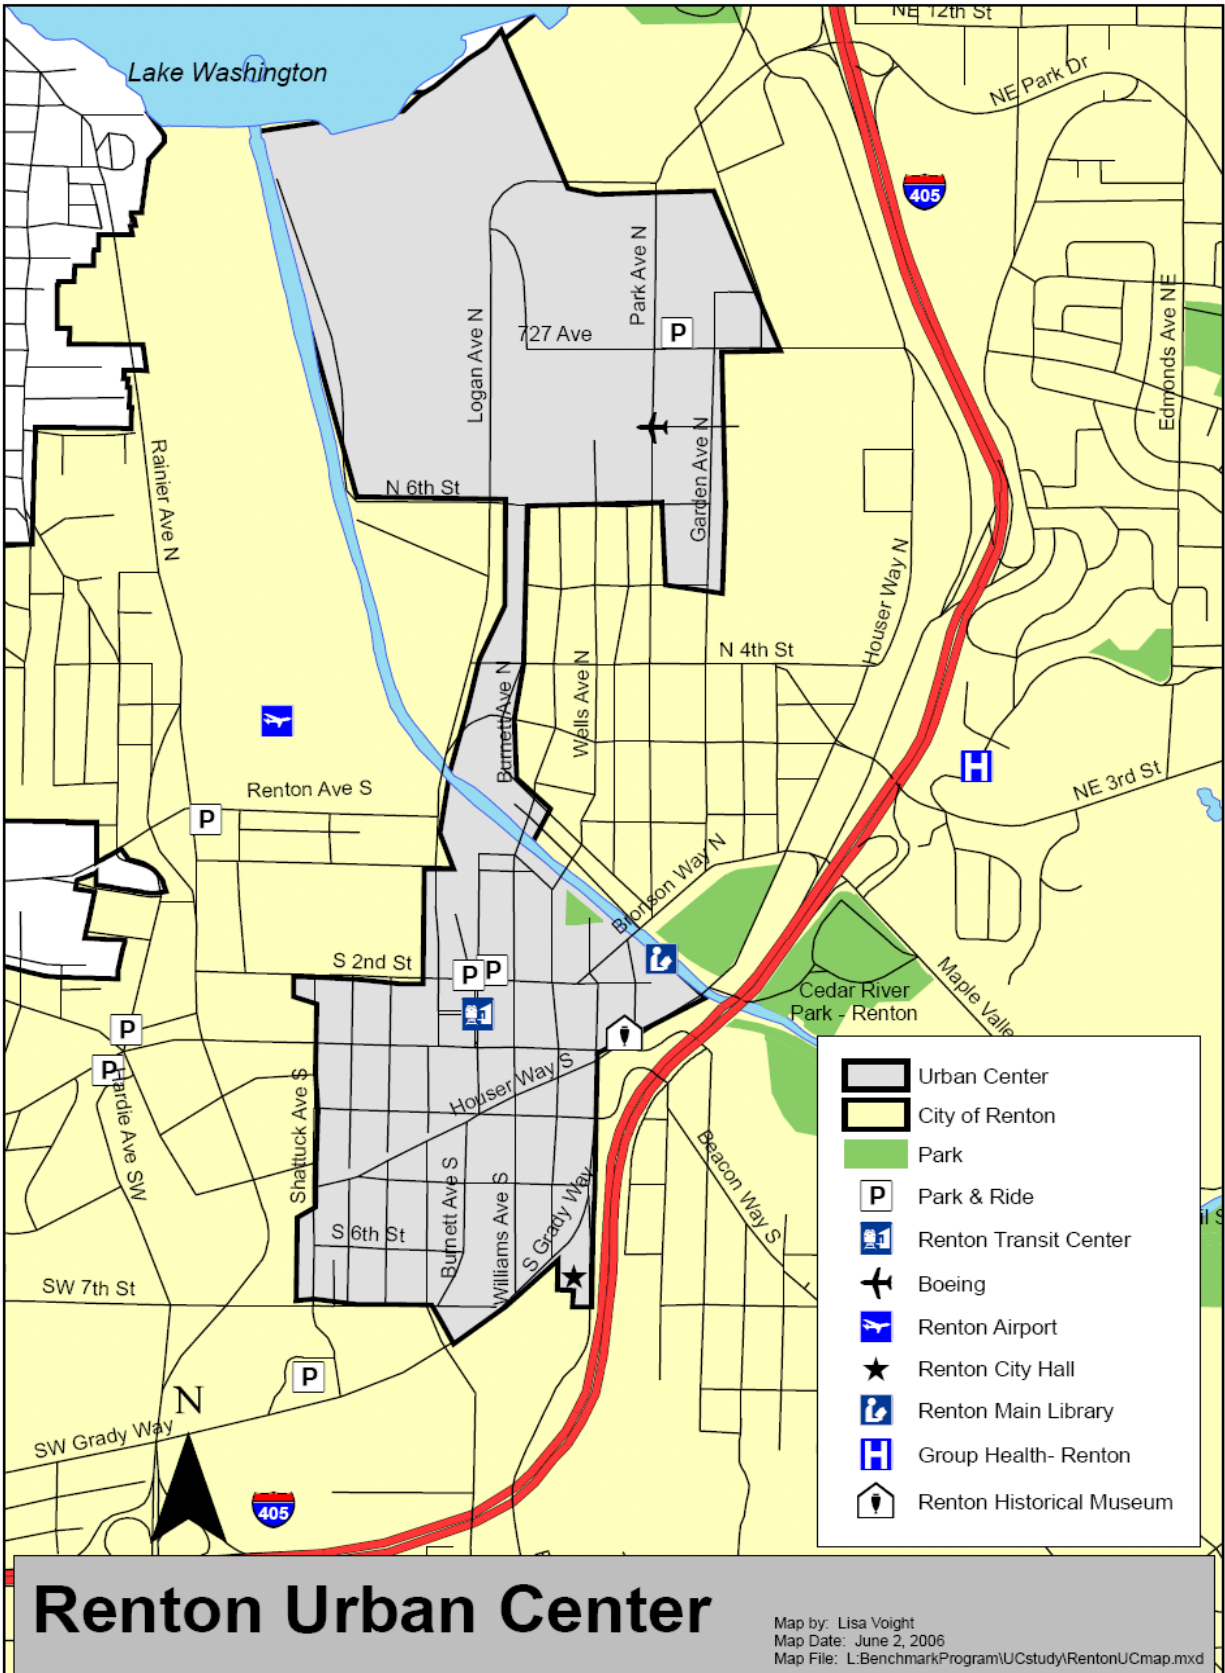 NE 12th St
Lake Washington
NE Park Dr
405
Park Ave N
Edmonds Ave NE
Logan Ave N
727 Ave
P
Garden Ave N
Rainier Ave N
N 6th St
Houser Way N
N 4th St
Wells Ave N
Burnett Ave N
H
NE 3rd St
Renton Ave S
P
Bronson Way N
S 2nd St
P
P
Maple Valle
Cedar River
Park - Renton
P
P
Hardie Ave SW
Houser Way S
Shattuck Ave S
Beacon Way S
Burnett Ave S
Williams Ave S
S Grady Way
S 6th St
SW 7th St
il S
P
N
SW Grady Way
405
Urban Center
City of Renton
Park
P Park & Ride
Renton Transit Center
Boeing
Renton Airport
Renton City Hall
Renton Main Library
H Group Health- Renton
Renton Historical Museum
Renton Urban Center
Map by: Lisa Voight
Map Date: June 2, 2006
Map File: L:BenchmarkProgram\UCstudy\RentonUCmap.mxd